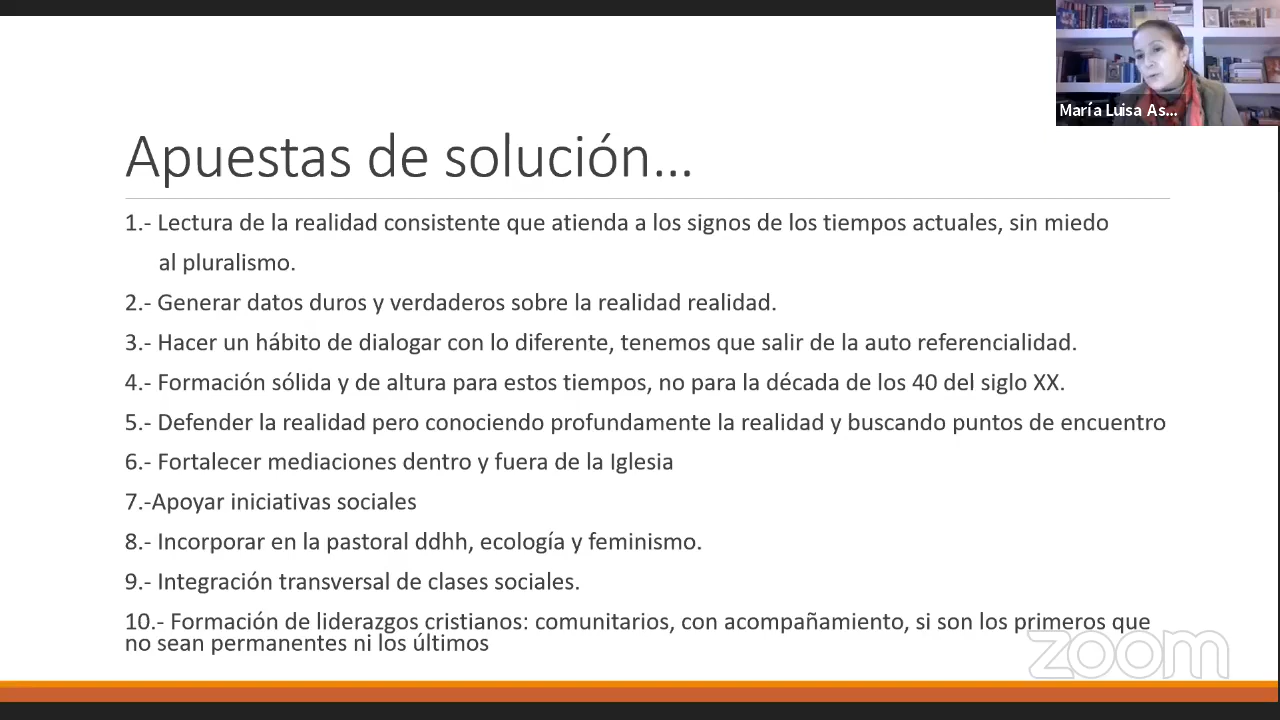 María Luisa As...
Apuestas de solución...
1.- Lectura de la realidad consistente que atienda a los signos de los tiempos actuales, sin miedo
al pluralismo.
2.- Generar datos duros y verdaderos sobre la realidad realidad.
3.- Hacer un hábito de dialogar con lo diferente, tenemos que salir de la auto referencialidad.
4.- Formación sólida y de altura para estos tiempos, no para la década de los 40 del siglo XX.
5.- Defender la realidad pero conociendo profundamente la realidad y buscando puntos de encuentro
6.- Fortalecer mediaciones dentro y fuera de la Iglesia
7.-Apoyar iniciativas sociales
8.- Incorporar en la pastoral ddhh, ecología y feminismo.
9.- Integración transversal de clases sociales.
10.- Formación de liderazgos cristianos: comunitarios, con acompañamiento, si son los primeros que
no sean permanentes ni los últimos
zoom